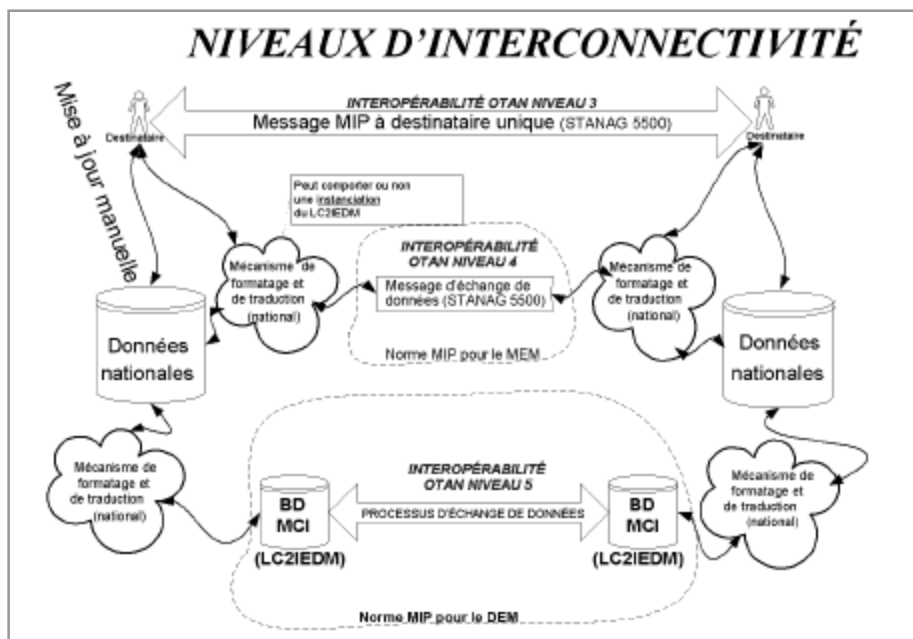 NIVEAUX D'INTERCONNECTIVITÉ
Mise à jour manuelle
INTEROPÉRABILITÉ OTAN NIVEAU 3
Message MIP à destinataire unique (STANAG 5500)
Destinataire
Destinataire
Peut comporter ou non
une instanciation
du LC2IEDM
INTEROPÉRABILITÉ
OTAN NIVEAU 4
Mécanisme de
formatage et
de traduction
(national)
Message d'échange de
données (STANAG 5500)
Mécanisme de
formatage et
de traduction
(national)
Norme MIP pour le MEM
Données
nationales
Données
nationales
Mécanisme de
formatage et
de traduction
(national)
INTEROPÉRABILITÉ
OTAN NIVEAU 5
BD
MCI
(LC2IEDM)
PROCESSUS D'ÉCHANGE DE DONNÉES
BD
MCI
(LC2IEDM)
Mécanisme de
formatage et
de traduction
(national)
Norme MIP pour le DEM